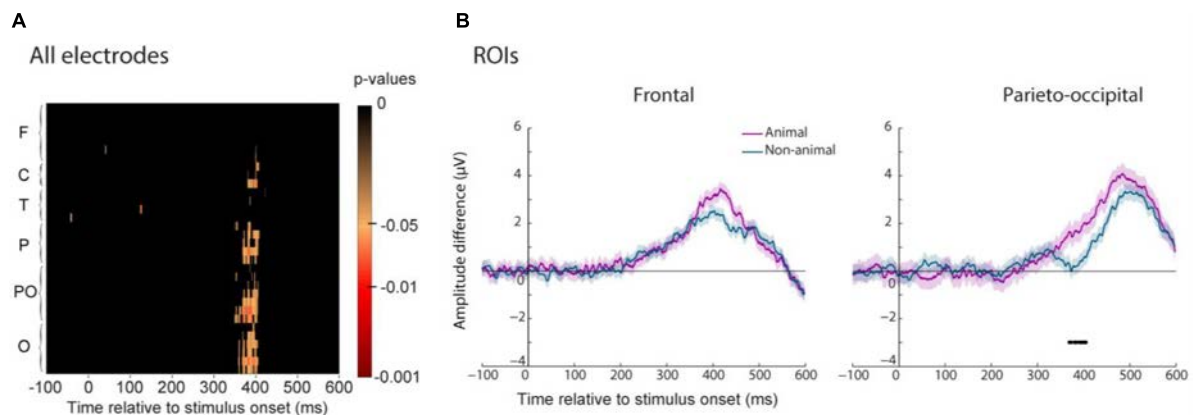 A
All electrodes
p-values
0
-0.05
-0.01
-0.001
F
C
T
P
PO
O
-100 0 100 200 300 400 500 600
Time relative to stimulus onset (ms)
B
ROIs
Frontal
Animal
Non-animal
Amplitude difference (µV)
6
4
2
0
−2
−4
−100 0 100 200 300 400 500 600
Time relative to stimulus onset (ms)
Parieto-occipital
6
4
2
0
−2
−4
−100 0 100 200 300 400 500 600